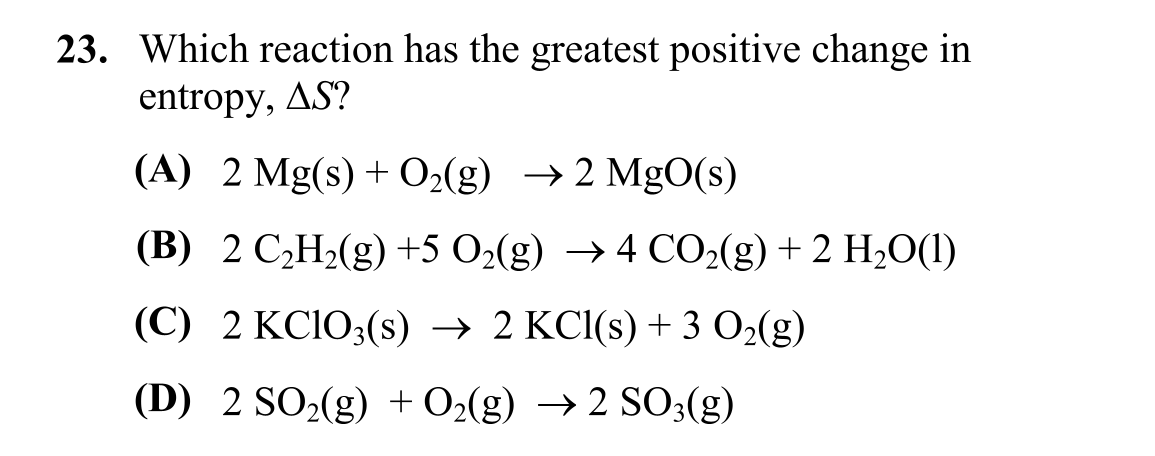 23. Which reaction has the greatest positive change in
entropy, ΔS?
(A) 2 Mg(s) + O₂(g) → 2 MgO(s)
(B) 2 C₂H₂(g) +5 O₂(g) → 4 CO₂(g) + 2 H₂O(l)
(C) 2 KClO₃(s) → 2 KCl(s) + 3 O₂(g)
(D) 2 SO₂(g) + O₂(g) → 2 SO₃(g)